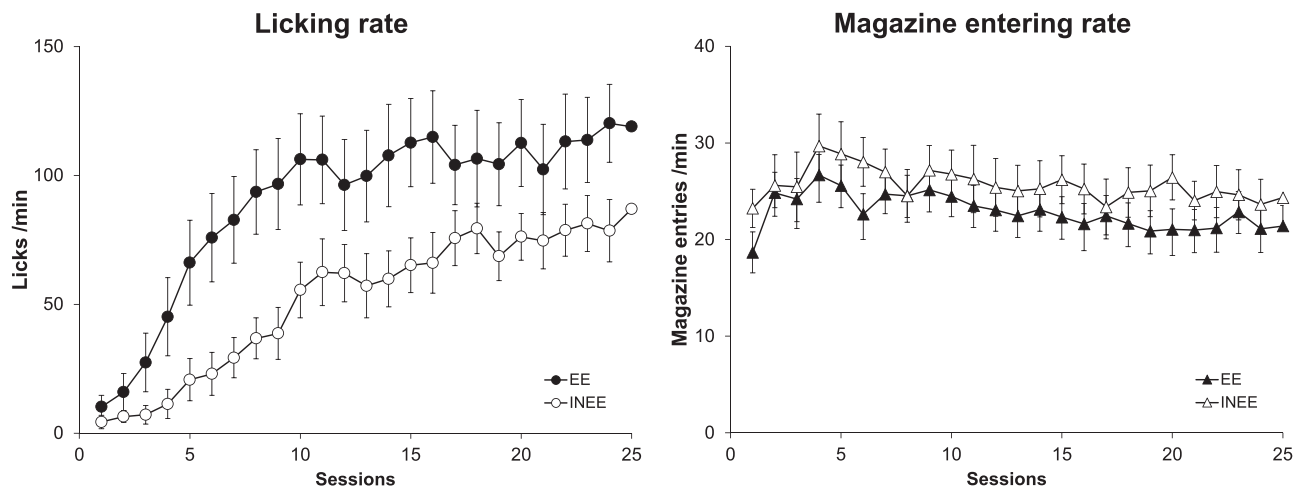 Licking rate
150
100
50
0
Licks /min
0 5 10 15 20 25
Sessions
EE
INEE
Magazine entering rate
40
30
20
10
0
Magazine entries /min
0 5 10 15 20 25
Sessions
EE
INEE